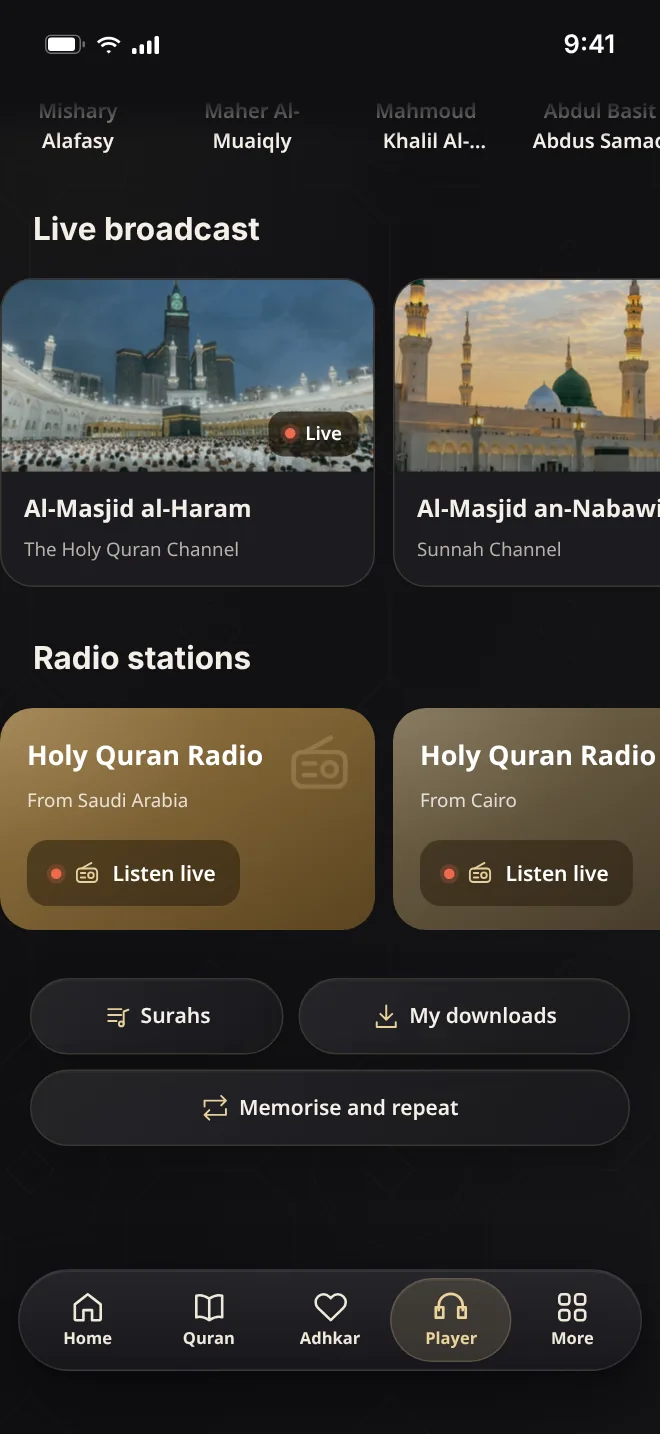 9:41
Mishary
Alafasy
Maher Al-
Muaiqly
Mahmoud
Khalil Al-...
Abdul Basit
Abdus Samad
Live broadcast
Live
Al-Masjid al-Haram
The Holy Quran Channel
Al-Masjid an-Nabawi
Sunnah Channel
Radio stations
Holy Quran Radio
From Saudi Arabia
Listen live
Holy Quran Radio
From Cairo
Listen live
Surahs
My downloads
Memorise and repeat
Home
Quran
Adhkar
Player
More